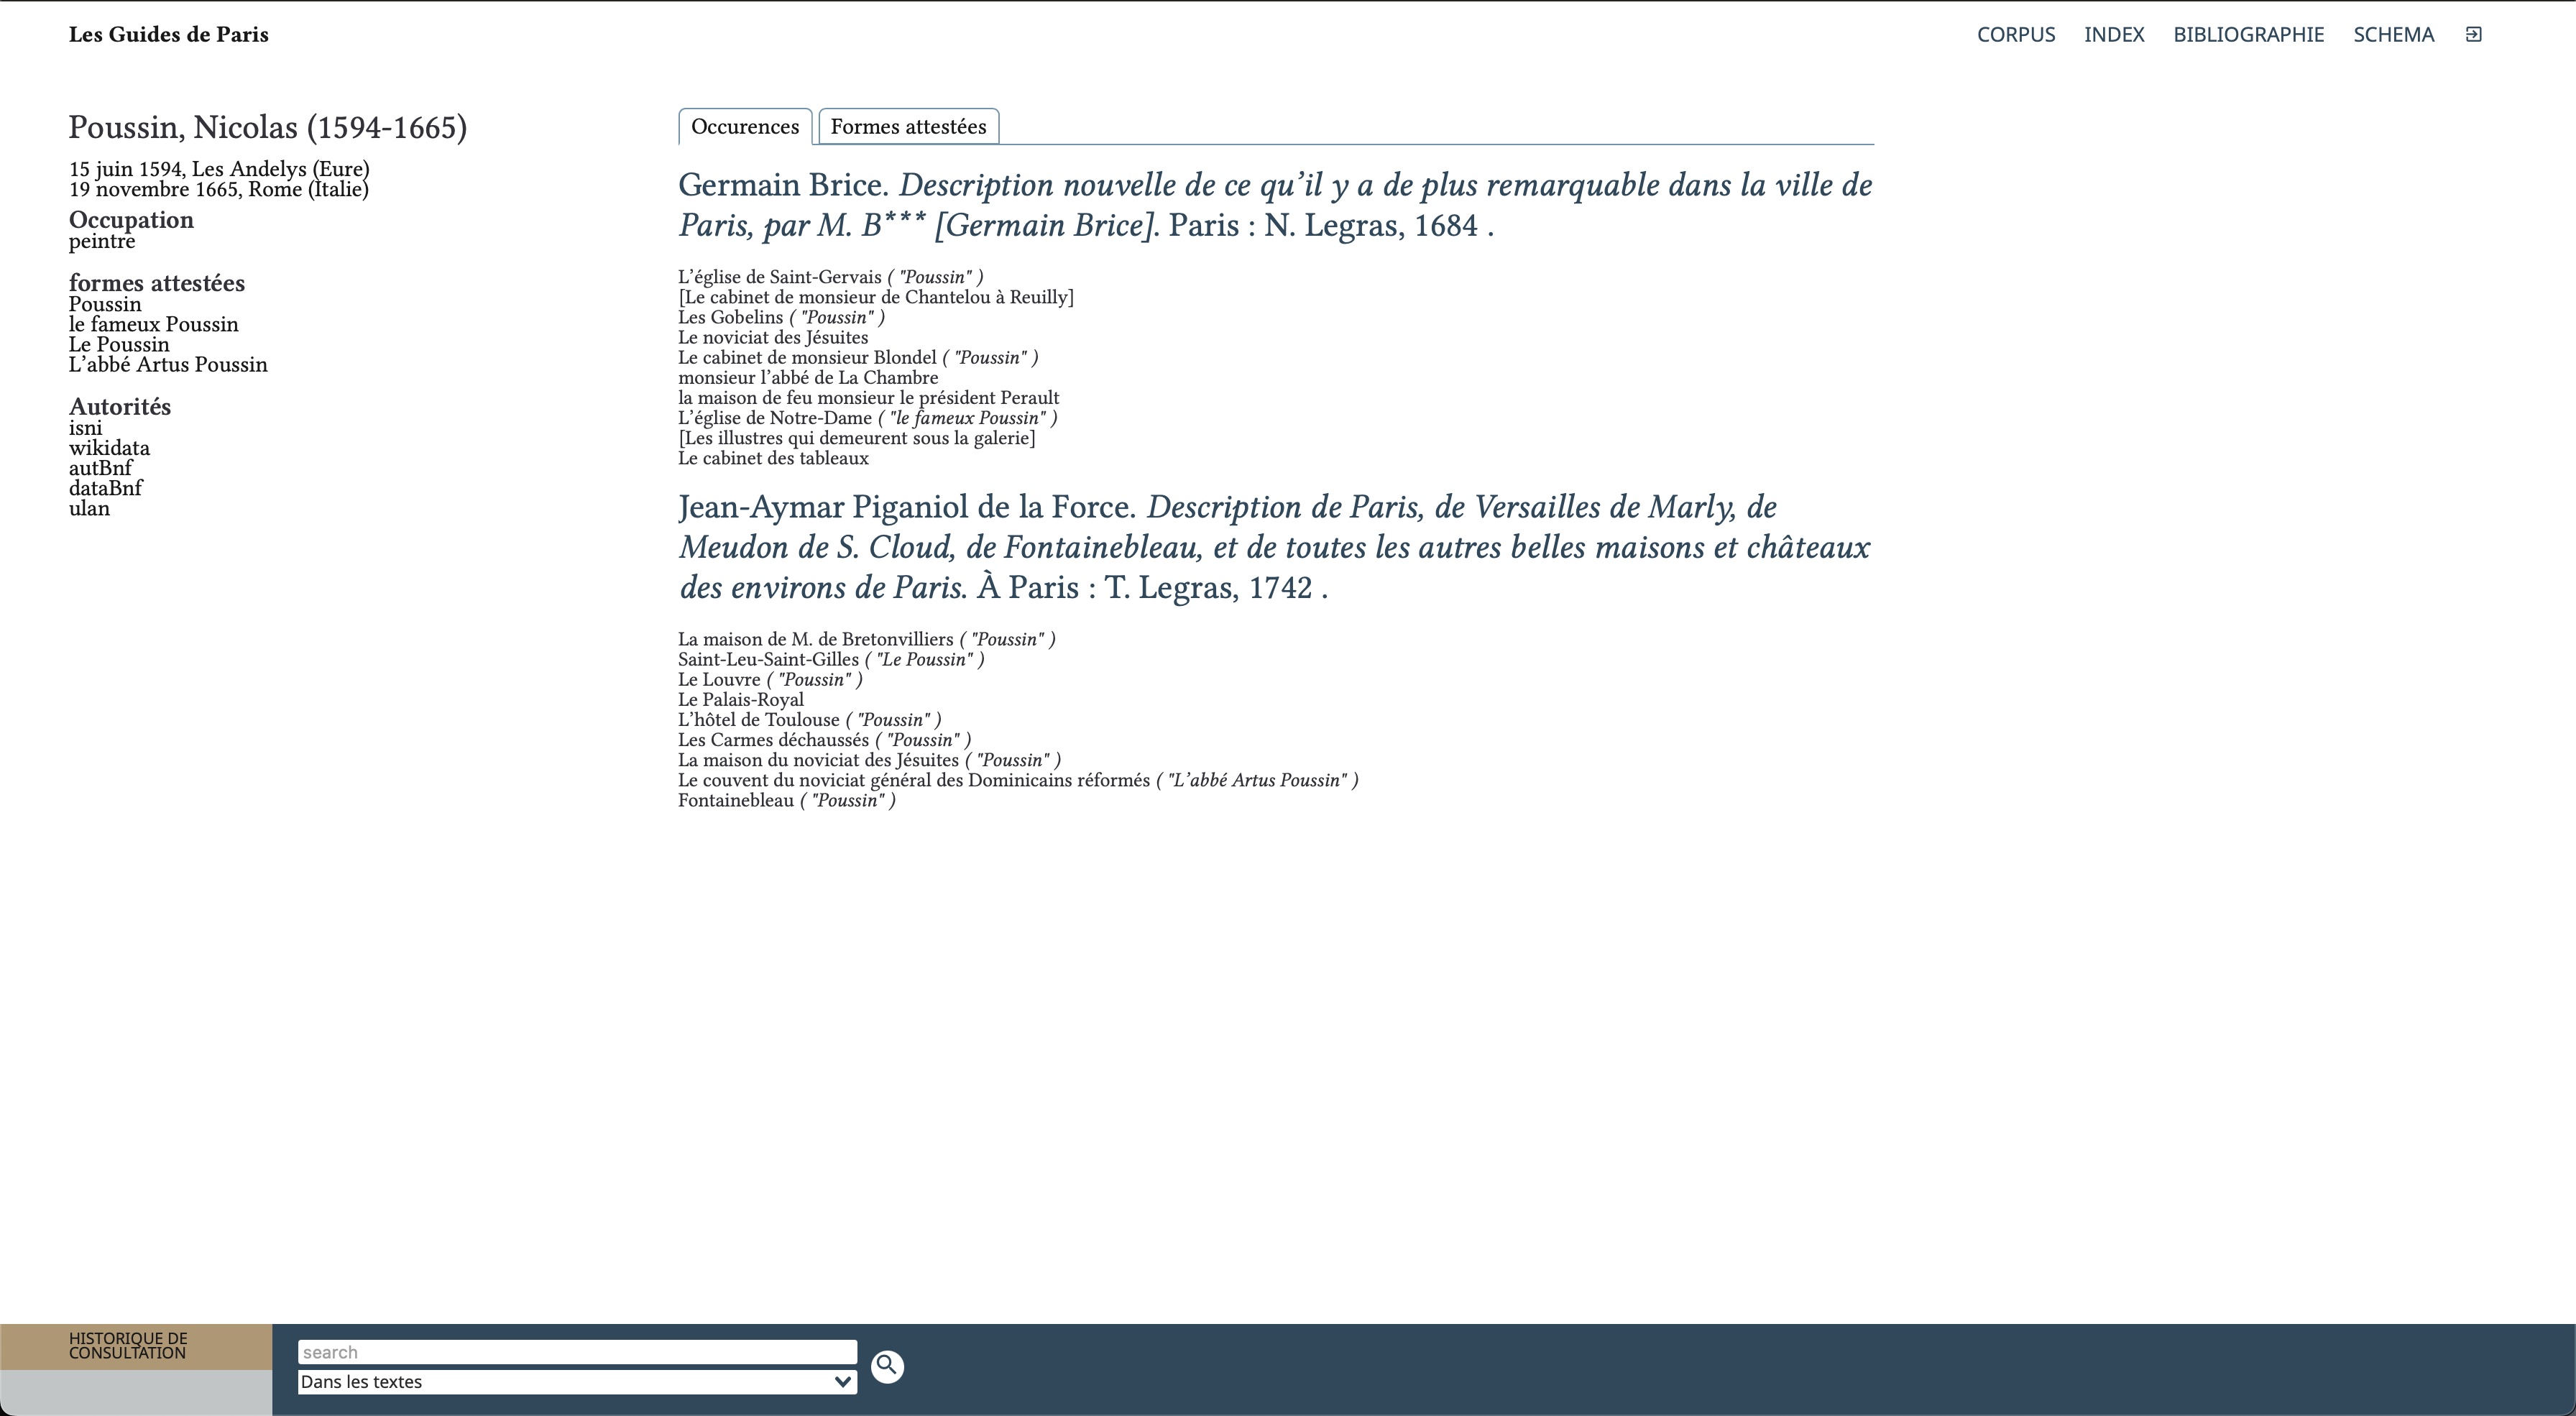 Les Guides de Paris
CORPUS INDEX BIBLIOGRAPHIE SCHEMA
Poussin, Nicolas (1594-1665)
15 juin 1594, Les Andelys (Eure)
19 novembre 1665, Rome (Italie)
Occupation
peintre
formes attestées
Poussin
le fameux Poussin
Le Poussin
L’abbé Artus Poussin
Autorités
isni
wikidata
autBnf
dataBnf
ulan
Occurences Formes attestées
Germain Brice. Description nouvelle de ce qu’il y a de plus remarquable dans la ville de
Paris, par M. B*** [Germain Brice]. Paris : N. Legras, 1684 .
L’église de Saint-Gervais ( "Poussin" )
[Le cabinet de monsieur de Chantelou à Reuilly]
Les Gobelins ( "Poussin" )
Le noviciat des Jésuites
Le cabinet de monsieur Blondel ( "Poussin" )
monsieur l’abbé de La Chambre
la maison de feu monsieur le président Perault
L’église de Notre-Dame ( "le fameux Poussin" )
[Les illustres qui demeurent sous la galerie]
Le cabinet des tableaux
Jean-Aymar Piganiol de la Force. Description de Paris, de Versailles de Marly, de
Meudon de S. Cloud, de Fontainebleau, et de toutes les autres belles maisons et châteaux
des environs de Paris. À Paris : T. Legras, 1742 .
La maison de M. de Bretonvilliers ( "Poussin" )
Saint-Leu-Saint-Gilles ( "Le Poussin" )
Le Louvre ( "Poussin" )
Le Palais-Royal
L’hôtel de Toulouse ( "Poussin" )
Les Carmes déchaussés ( "Poussin" )
La maison du noviciat des Jésuites ( "Poussin" )
Le couvent du noviciat général des Dominicains réformés ( "L’abbé Artus Poussin" )
Fontainebleau ( "Poussin" )
HISTORIQUE DE
CONSULTATION
search
Dans les textes